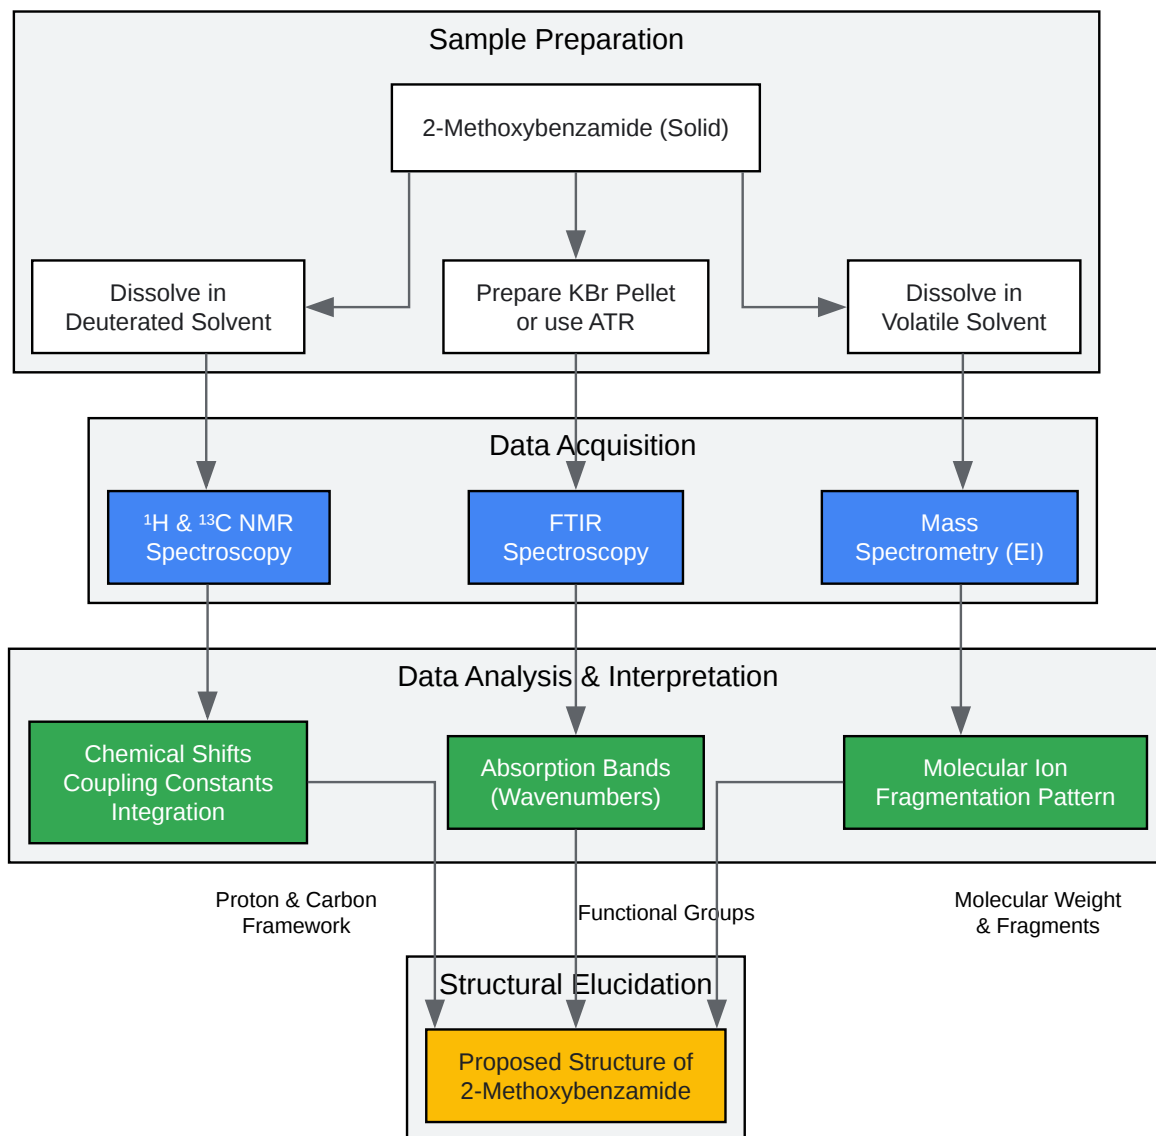 Sample Preparation
2-Methoxybenzamide (Solid)
Dissolve in
Deuterated Solvent
Prepare KBr Pellet
or use ATR
Dissolve in
Volatile Solvent
Data Acquisition
¹H & ¹³C NMR
Spectroscopy
FTIR
Spectroscopy
Mass
Spectrometry (EI)
Data Analysis & Interpretation
Chemical Shifts
Coupling Constants
Integration
Absorption Bands
(Wavenumbers)
Molecular Ion
Fragmentation Pattern
Proton & Carbon
Framework
Functional Groups
Molecular Weight
& Fragments
Structural Elucidation
Proposed Structure of
2-Methoxybenzamide